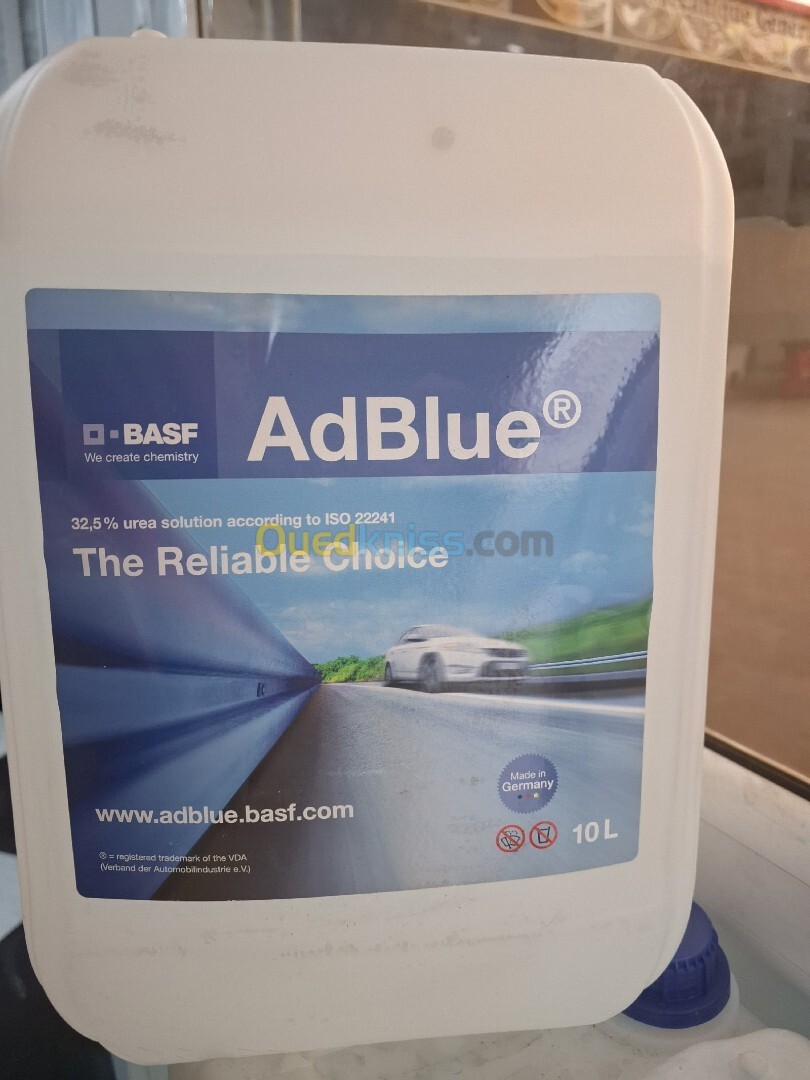 BASF
We create chemistry
AdBlue®
32,5% urea solution according to ISO 22241
Ouedkniss.com
The Reliable Choice
Made in
Germany
www.adblue.basf.com
10 L
® = registered trademark of the VDA
(Verband der Automobilindustrie e.V.)